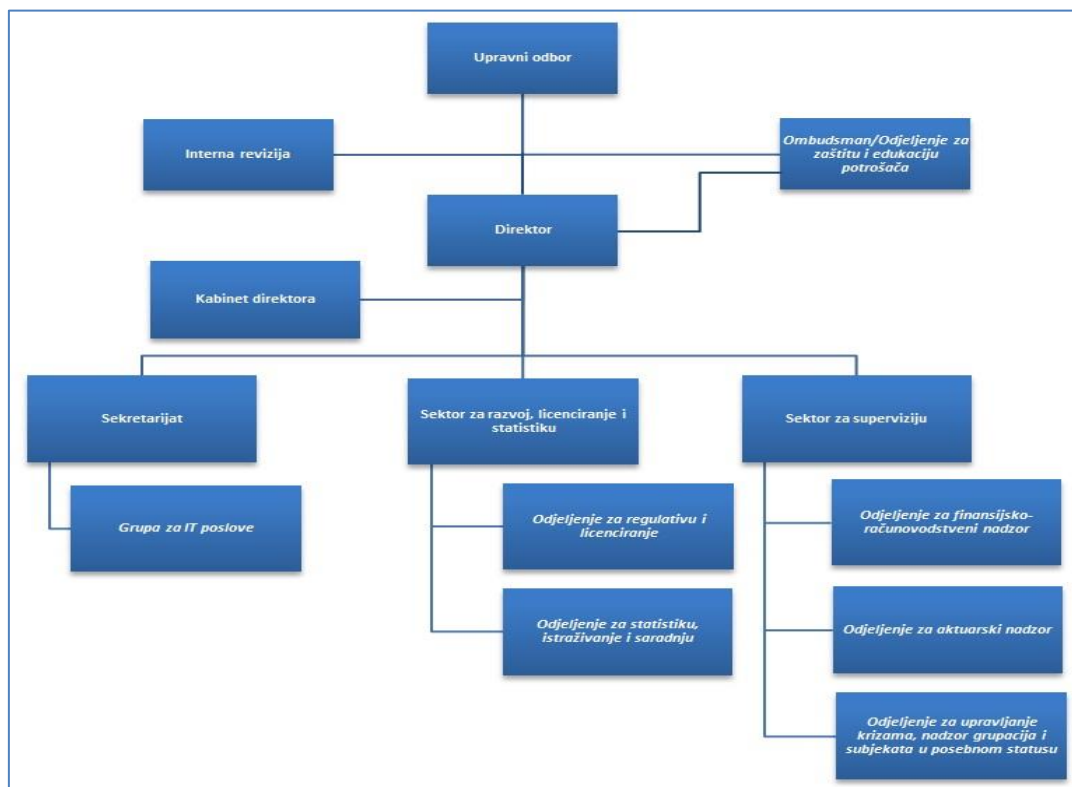 Upravni odbor
Interna revizija
Ombudsman/Odjeljenje za
zaštitu i edukaciju
potrošača
Direktor
Kabinet direktora
Sekretarijat
Sektor za razvoj, licenciranje i
statistiku
Sektor za superviziju
Grupa za IT poslove
Odjeljenje za regulativu i
licenciranje
Odjeljenje za finansijsko-
računovodstveni nadzor
Odjeljenje za statistiku,
istraživanje i saradnju
Odjeljenje za aktuarski nadzor
Odjeljenje za upravljanje
krizama, nadzor grupacija i
subjekata u posebnom statusu